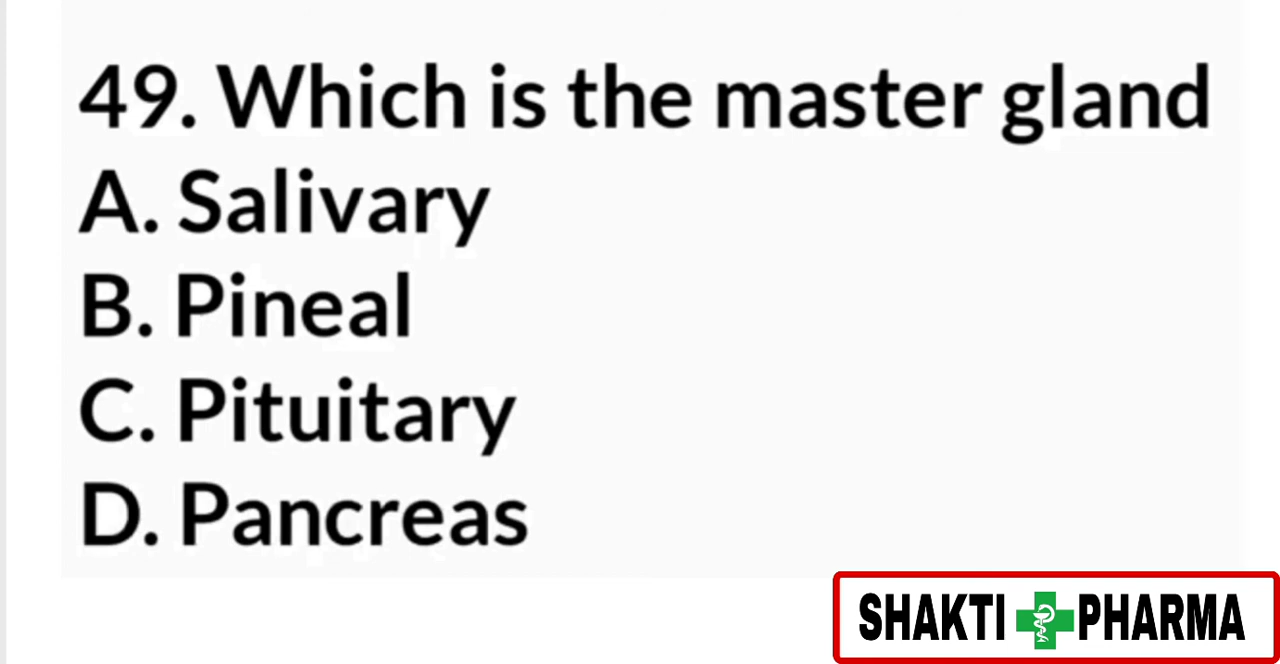 49. Which is the master gland
A. Salivary
B. Pineal
C. Pituitary
D. Pancreas
SHAKTI PHARMA